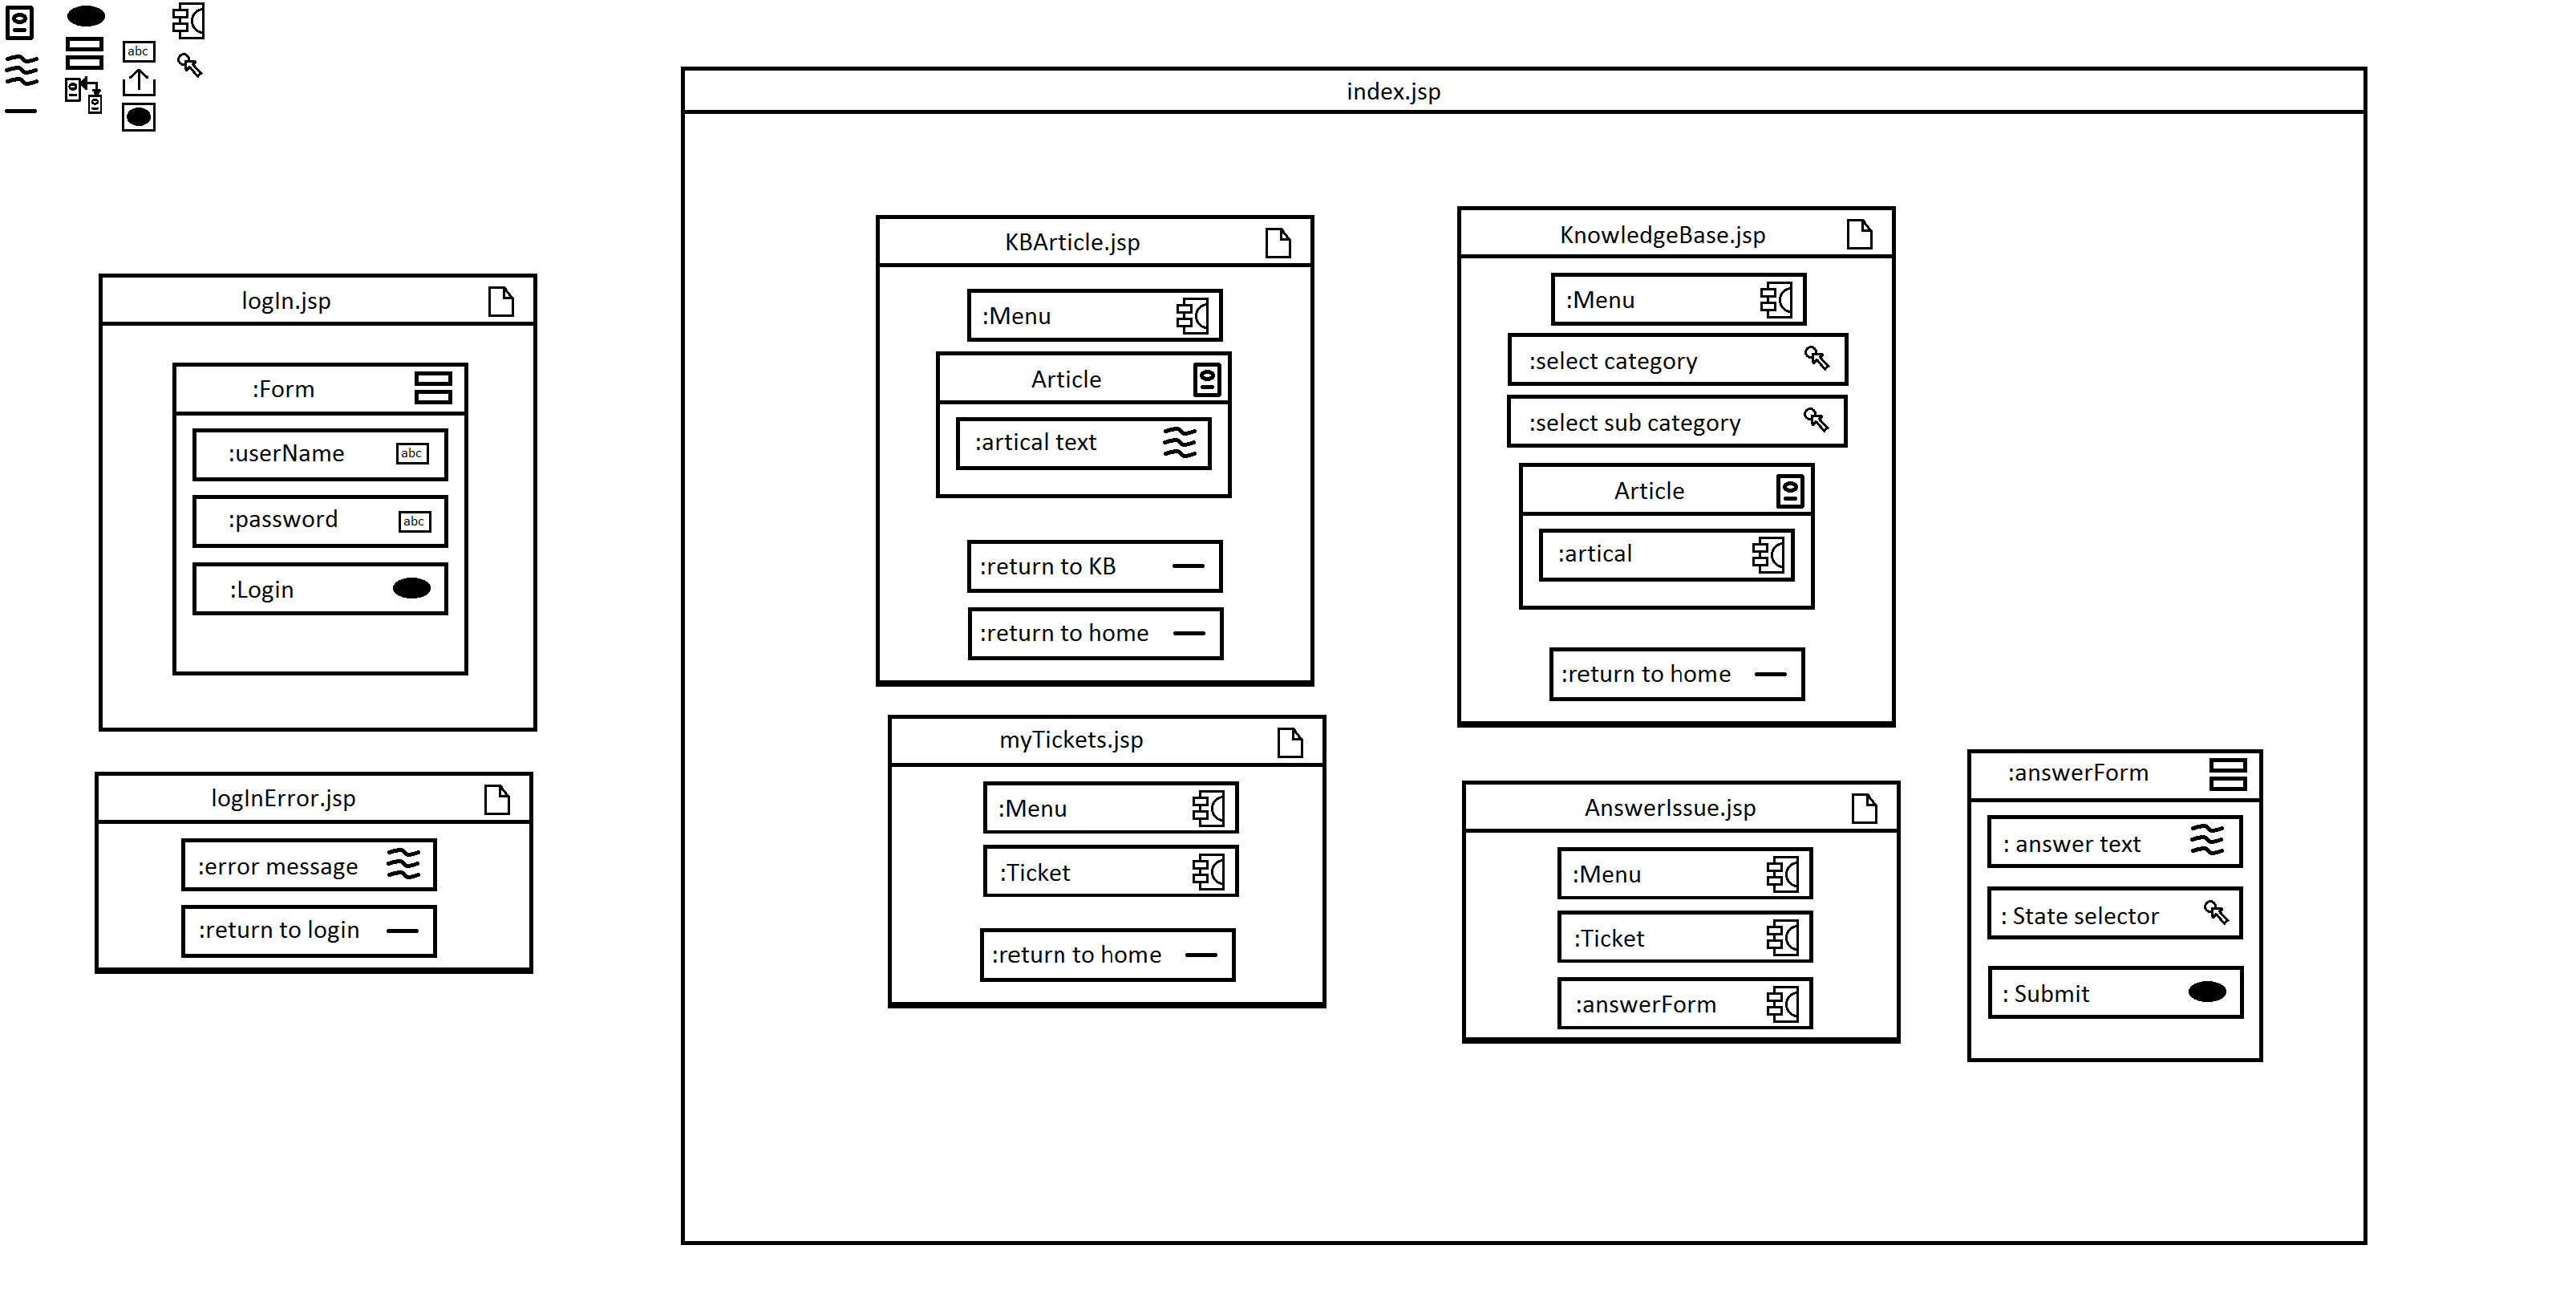 abc
index.jsp
logIn.jsp
:Form
:userName
abc
:password
abc
:Login
logInError.jsp
:error message
:return to login
KBArticle.jsp
:Menu
Article
:artical text
:return to KB
:return to home
KnowledgeBase.jsp
:Menu
:select category
:select sub category
Article
:artical
:return to home
myTickets.jsp
:Menu
:Ticket
:return to home
AnswerIssue.jsp
:Menu
:Ticket
:answerForm
:answerForm
: answer text
: State selector
: Submit